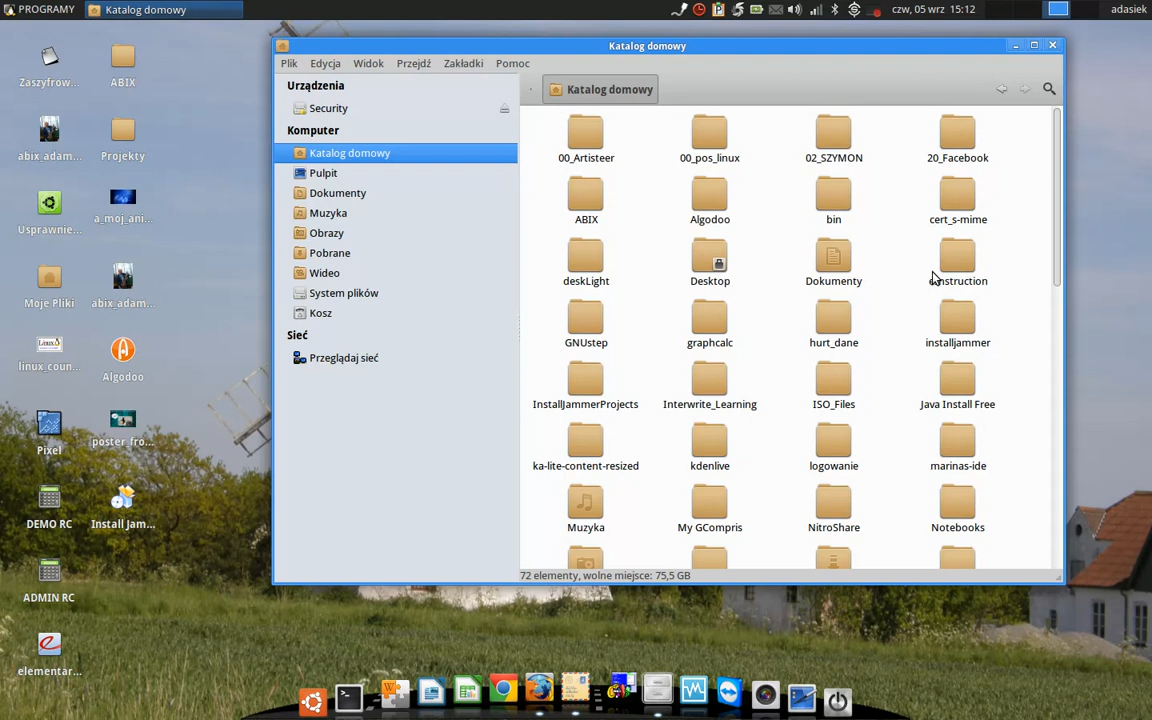 PROGRAMY
Katalog domowy
czw, 05 wrz 15:12
adasiek
Zaszyfrow...
ABIX
abix_adam...
Projekty
Usprawnie...
a_moj_ani...
Moje Pliki
abix_adam...
linux_coun...
Algodoo
Pixel
poster_fro...
DEMO RC
Install Jam...
ADMIN RC
elementar...
Katalog domowy
Plik Edycja Widok Przejdź Zakładki Pomoc
Urządzenia
Security
Komputer
Katalog domowy
Pulpit
Dokumenty
Muzyka
Obrazy
Pobrane
Wideo
System plików
Kosz
Sieć
Przeglądaj sieć
Katalog domowy
00_Artisteer 00_pos_linux 02_SZYMON 20_Facebook
ABIX Algodoo bin cert_s-mime
deskLight Desktop Dokumenty
GNUstep graphcalc hurt_dane installjammer
InstallJammerProjects Interwrite_Learning ISO_Files Java Install Free
ka-lite-content-resized kdenlive logowanie marinas-ide
Muzyka My GCompris NitroShare Notebooks
72 elementy, wolne miejsce: 75,5 GB